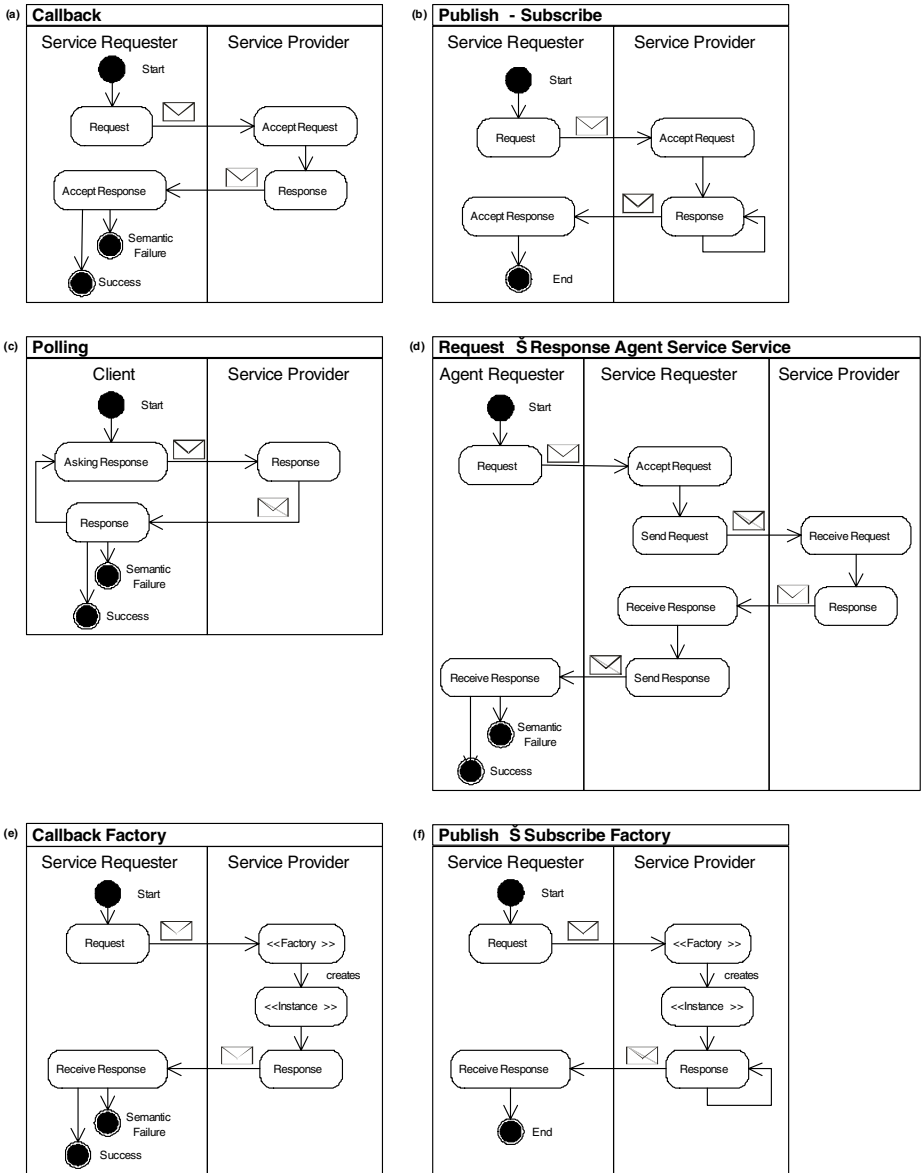 (a) Callback
Service Requester Service Provider
Start
Request
Accept Request
Accept Response
Response
Semantic
Failure
Success
(b) Publish - Subscribe
Service Requester Service Provider
Start
Request
Accept Request
Accept Response
Response
End
(c) Polling
Client Service Provider
Start
Asking Response
Response
Response
Semantic
Failure
Success
(d) Request Š Response Agent Service Service
Agent Requester Service Requester Service Provider
Start
Request
Accept Request
Send Request
Receive Request
Receive Response
Response
Receive Response
Send Response
Semantic
Failure
Success
(e) Callback Factory
Service Requester Service Provider
Start
Request
<<Factory >>
creates
<<Instance >>
Receive Response
Response
Semantic
Failure
Success
(f) Publish Š Subscribe Factory
Service Requester Service Provider
Start
Request
<<Factory >>
creates
<<Instance >>
Receive Response
Response
End